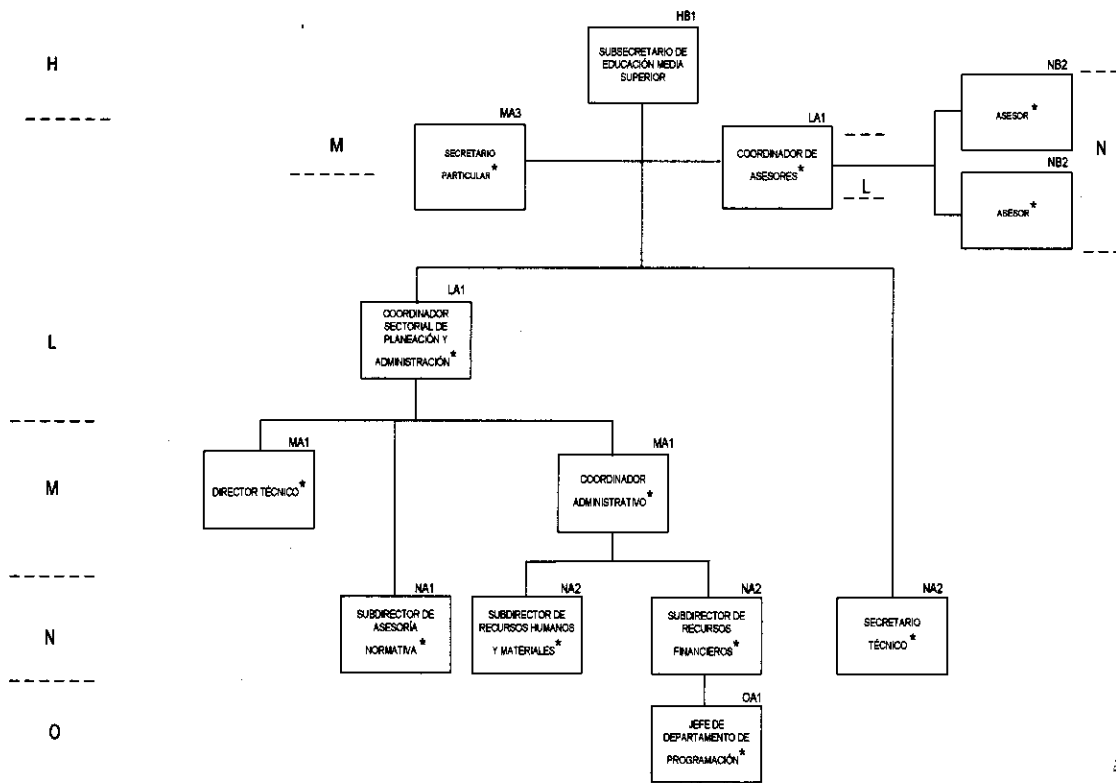 HB1
H
SUBSECRETARIO DE
EDUCACIÓN MEDIA
SUPERIOR
NB2
ASESOR *
MA3
M
SECRETARIO
PARTICULAR *
LA1
COORDINADOR DE
ASESORES *
L
N
NB2
ASESOR *
LA1
L
COORDINADOR
SECTORIAL DE
PLANEACIÓN Y
ADMINISTRACIÓN *
MA1
M
DIRECTOR TÉCNICO *
MA1
COORDINADOR
ADMINISTRATIVO *
NA1
N
SUBDIRECTOR DE
ASESORÍA
NORMATIVA *
NA2
SUBDIRECTOR DE
RECURSOS HUMANOS
Y MATERIALES *
NA2
SUBDIRECTOR DE
RECURSOS
FINANCIEROS *
NA2
SECRETARIO
TÉCNICO *
OA1
O
JEFE DE
DEPARTAMENTO DE
PROGRAMACIÓN *